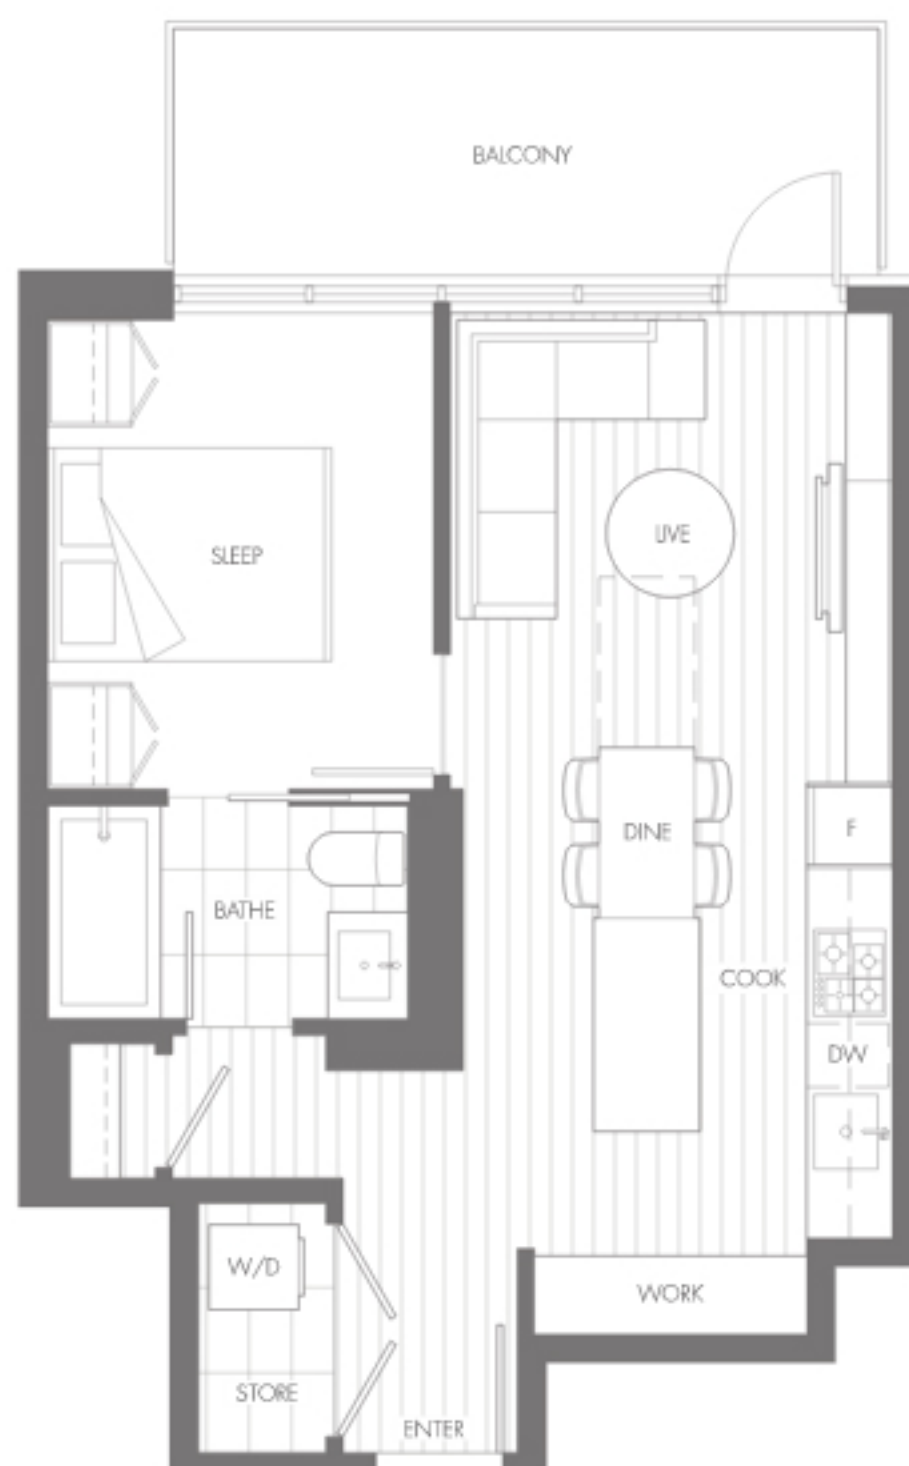 BALCONY
SLEEP
LIVE
DINE
F
BATHE
COOK
DW
W/D
WORK
STORE
ENTER